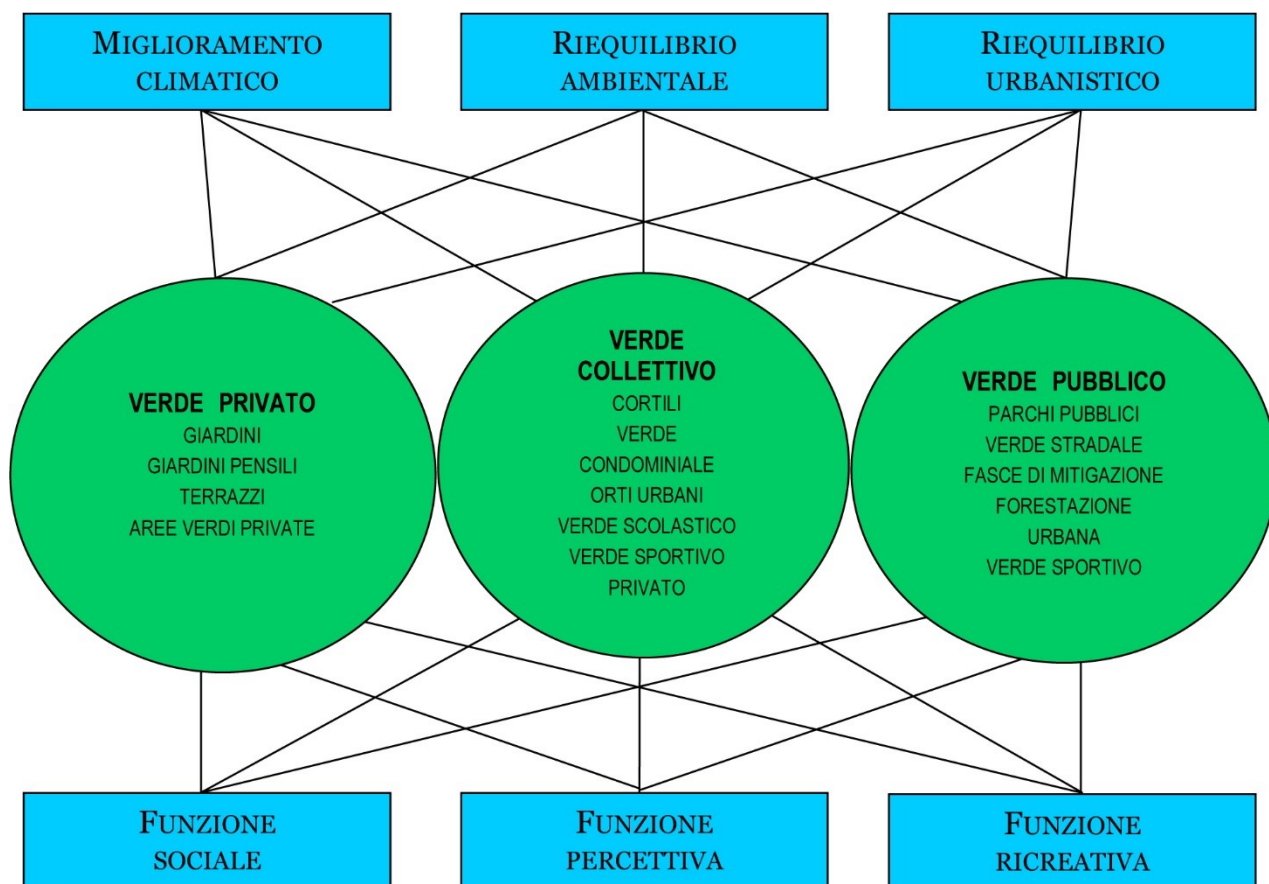 MIGLIORAMENTO
CLIMATICO
RIEQUILIBRIO
AMBIENTALE
RIEQUILIBRIO
URBANISTICO
VERDE PRIVATO
GIARDINI
GIARDINI PENSILI
TERRAZZI
AREE VERDI PRIVATE
VERDE
COLLETTIVO
CORTILI
VERDE
CONDOMINIALE
ORTI URBANI
VERDE SCOLASTICO
VERDE SPORTIVO
PRIVATO
VERDE PUBBLICO
PARCHI PUBBLICI
VERDE STRADALE
FASCE DI MITIGAZIONE
FORESTAZIONE
URBANA
VERDE SPORTIVO
FUNZIONE
SOCIALE
FUNZIONE
PERCETTIVA
FUNZIONE
RICREATIVA